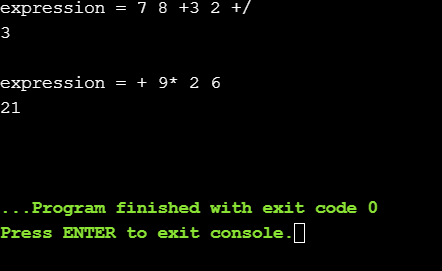 expression = 7 8 +3 2 +/
3
expression = + 9* 2 6
21
...Program finished with exit code 0
Press ENTER to exit console.